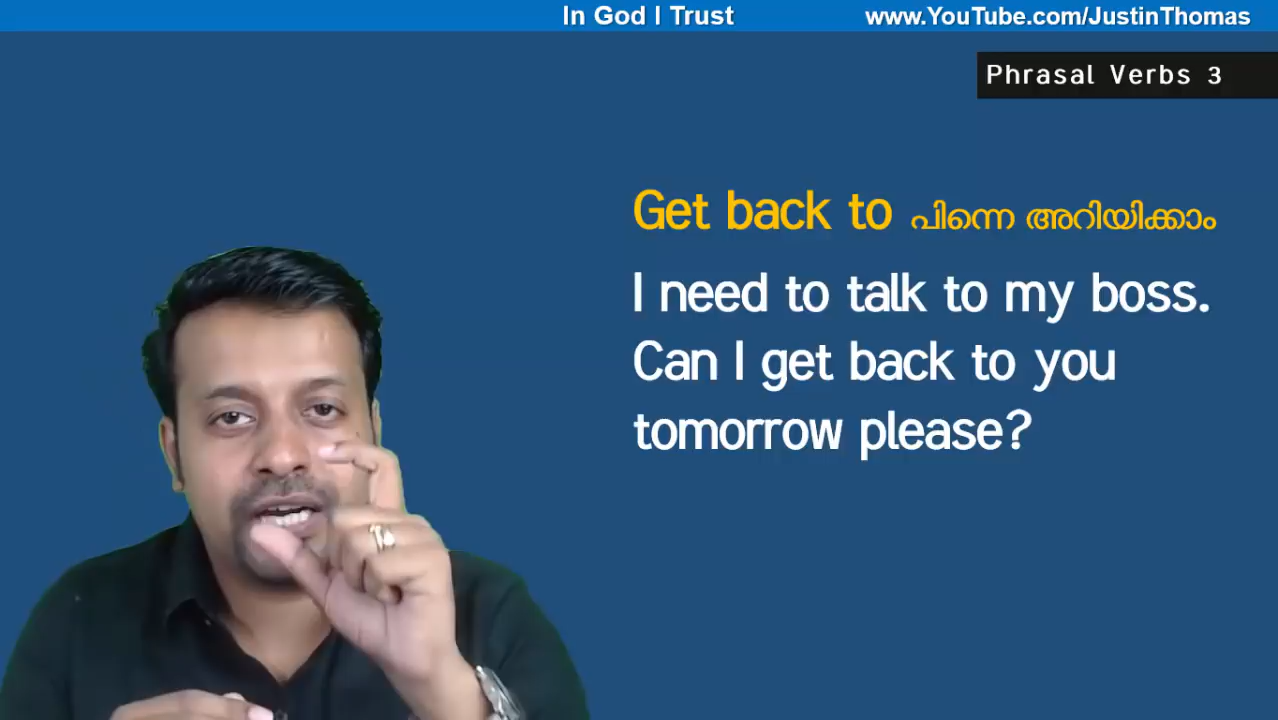 In God I Trust
www.YouTube.com/JustinThomas
Phrasal Verbs 3
Get back to പിന്നെ അറിയിക്കാം
I need to talk to my boss.
Can I get back to you
tomorrow please?